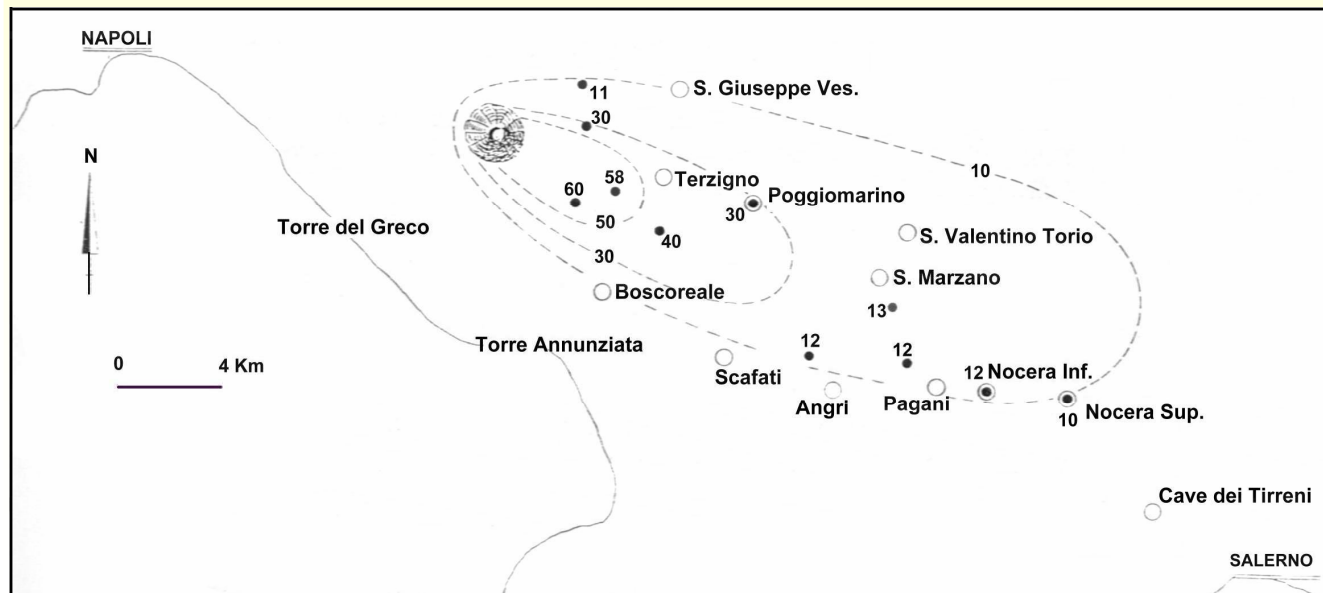 NAPOLI
11
S. Giuseppe Ves.
30
N
10
Terzigno
58
60
Poggiomarino
30
50
Torre del Greco
40
S. Valentino Torio
30
S. Marzano
Boscoreale
13
Torre Annunziata
12
12
0 4 Km
Scafati
12 Nocera Inf.
Angri
Pagani
10
Nocera Sup.
Cave dei Tirreni
SALERNO